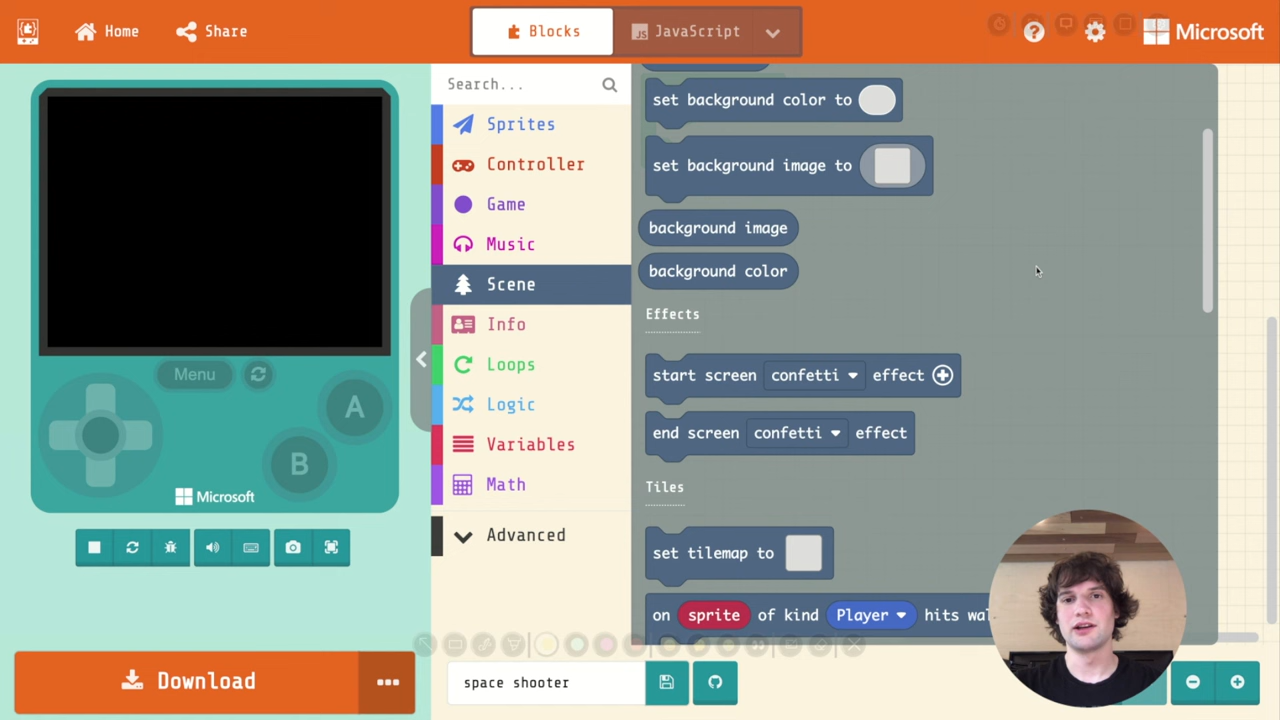 Home
Share
Blocks
JavaScript
Microsoft
Search...
Sprites
Controller
Game
Music
Scene
Info
Loops
Logic
Variables
Math
Advanced
set background color to
set background image to
background image
background color
Effects
start screen confetti effect
end screen confetti effect
Tiles
set tilemap to
on sprite of kind Player hits wal
Menu
A
B
Microsoft
Download
space shooter